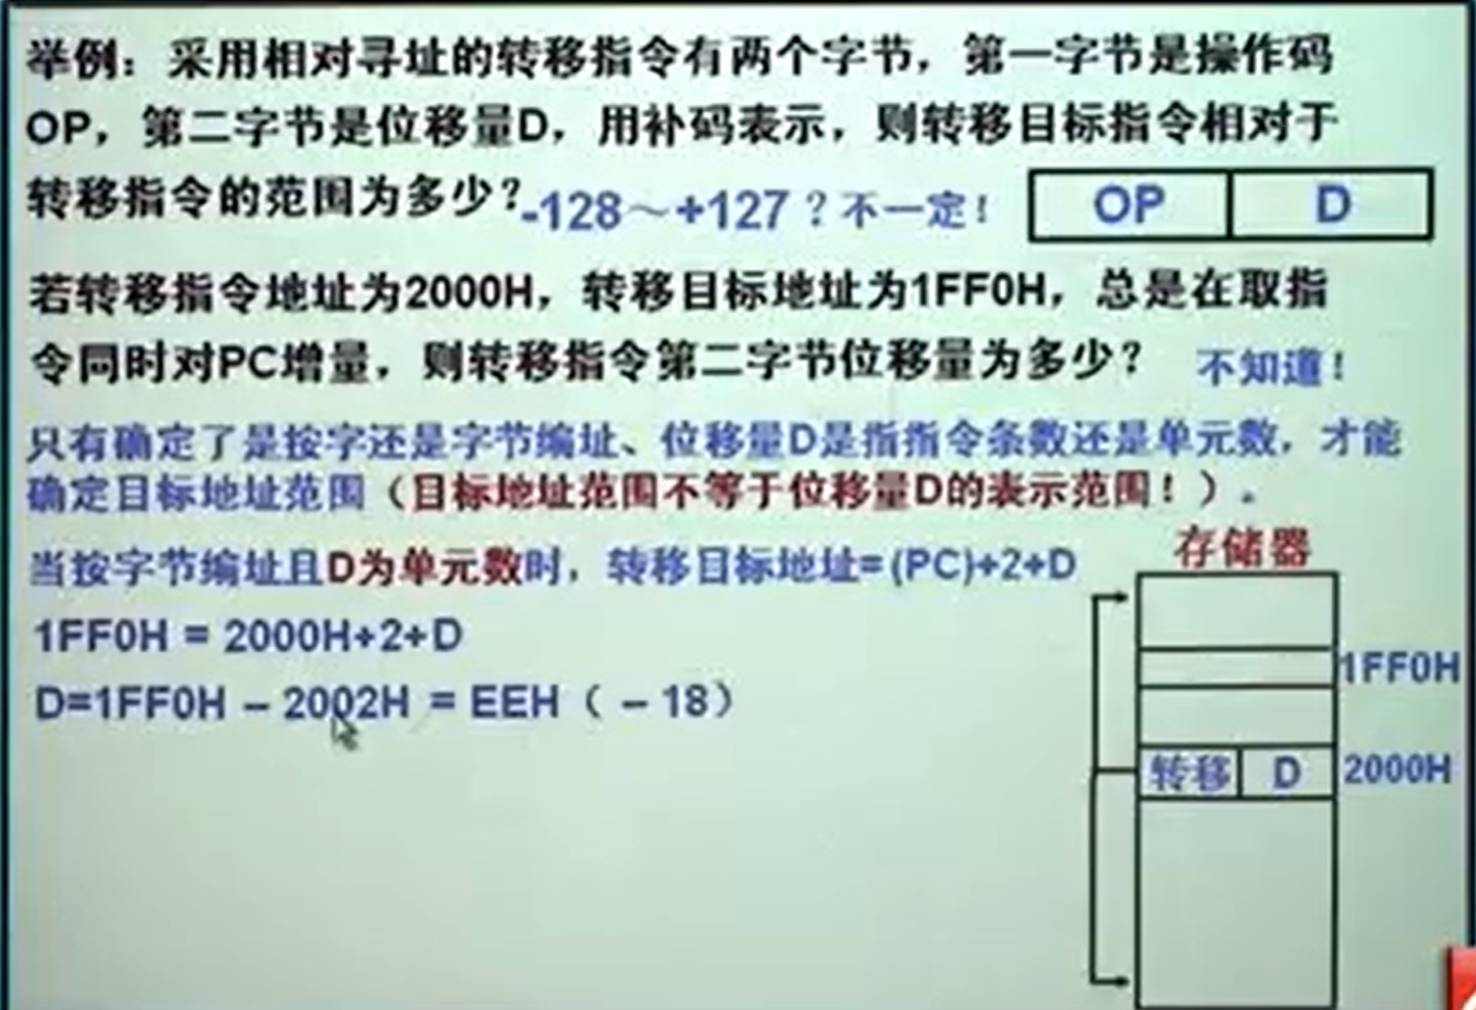 举例：采用相对寻址的转移指令有两个字节，第一字节是操作码
OP，第二字节是位移量D，用补码表示，则转移目标指令相对于
转移指令的范围为多少？-128～+127？不一定！
OP D
若转移指令地址为2000H，转移目标地址为1FF0H，总是在取指
令同时对PC增量，则转移指令第二字节位移量为多少？ 不知道！
只有确定了是按字还是字节编址、位移量D是指指令条数还是单元数，才能
确定目标地址范围（目标地址范围不等于位移量D的表示范围！）。
当按字节编址且D为单元数时，转移目标地址=(PC)+2+D
1FF0H = 2000H+2+D
D=1FF0H – 2002H = EEH（ – 18）
存储器
1FF0H
转移 D 2000H